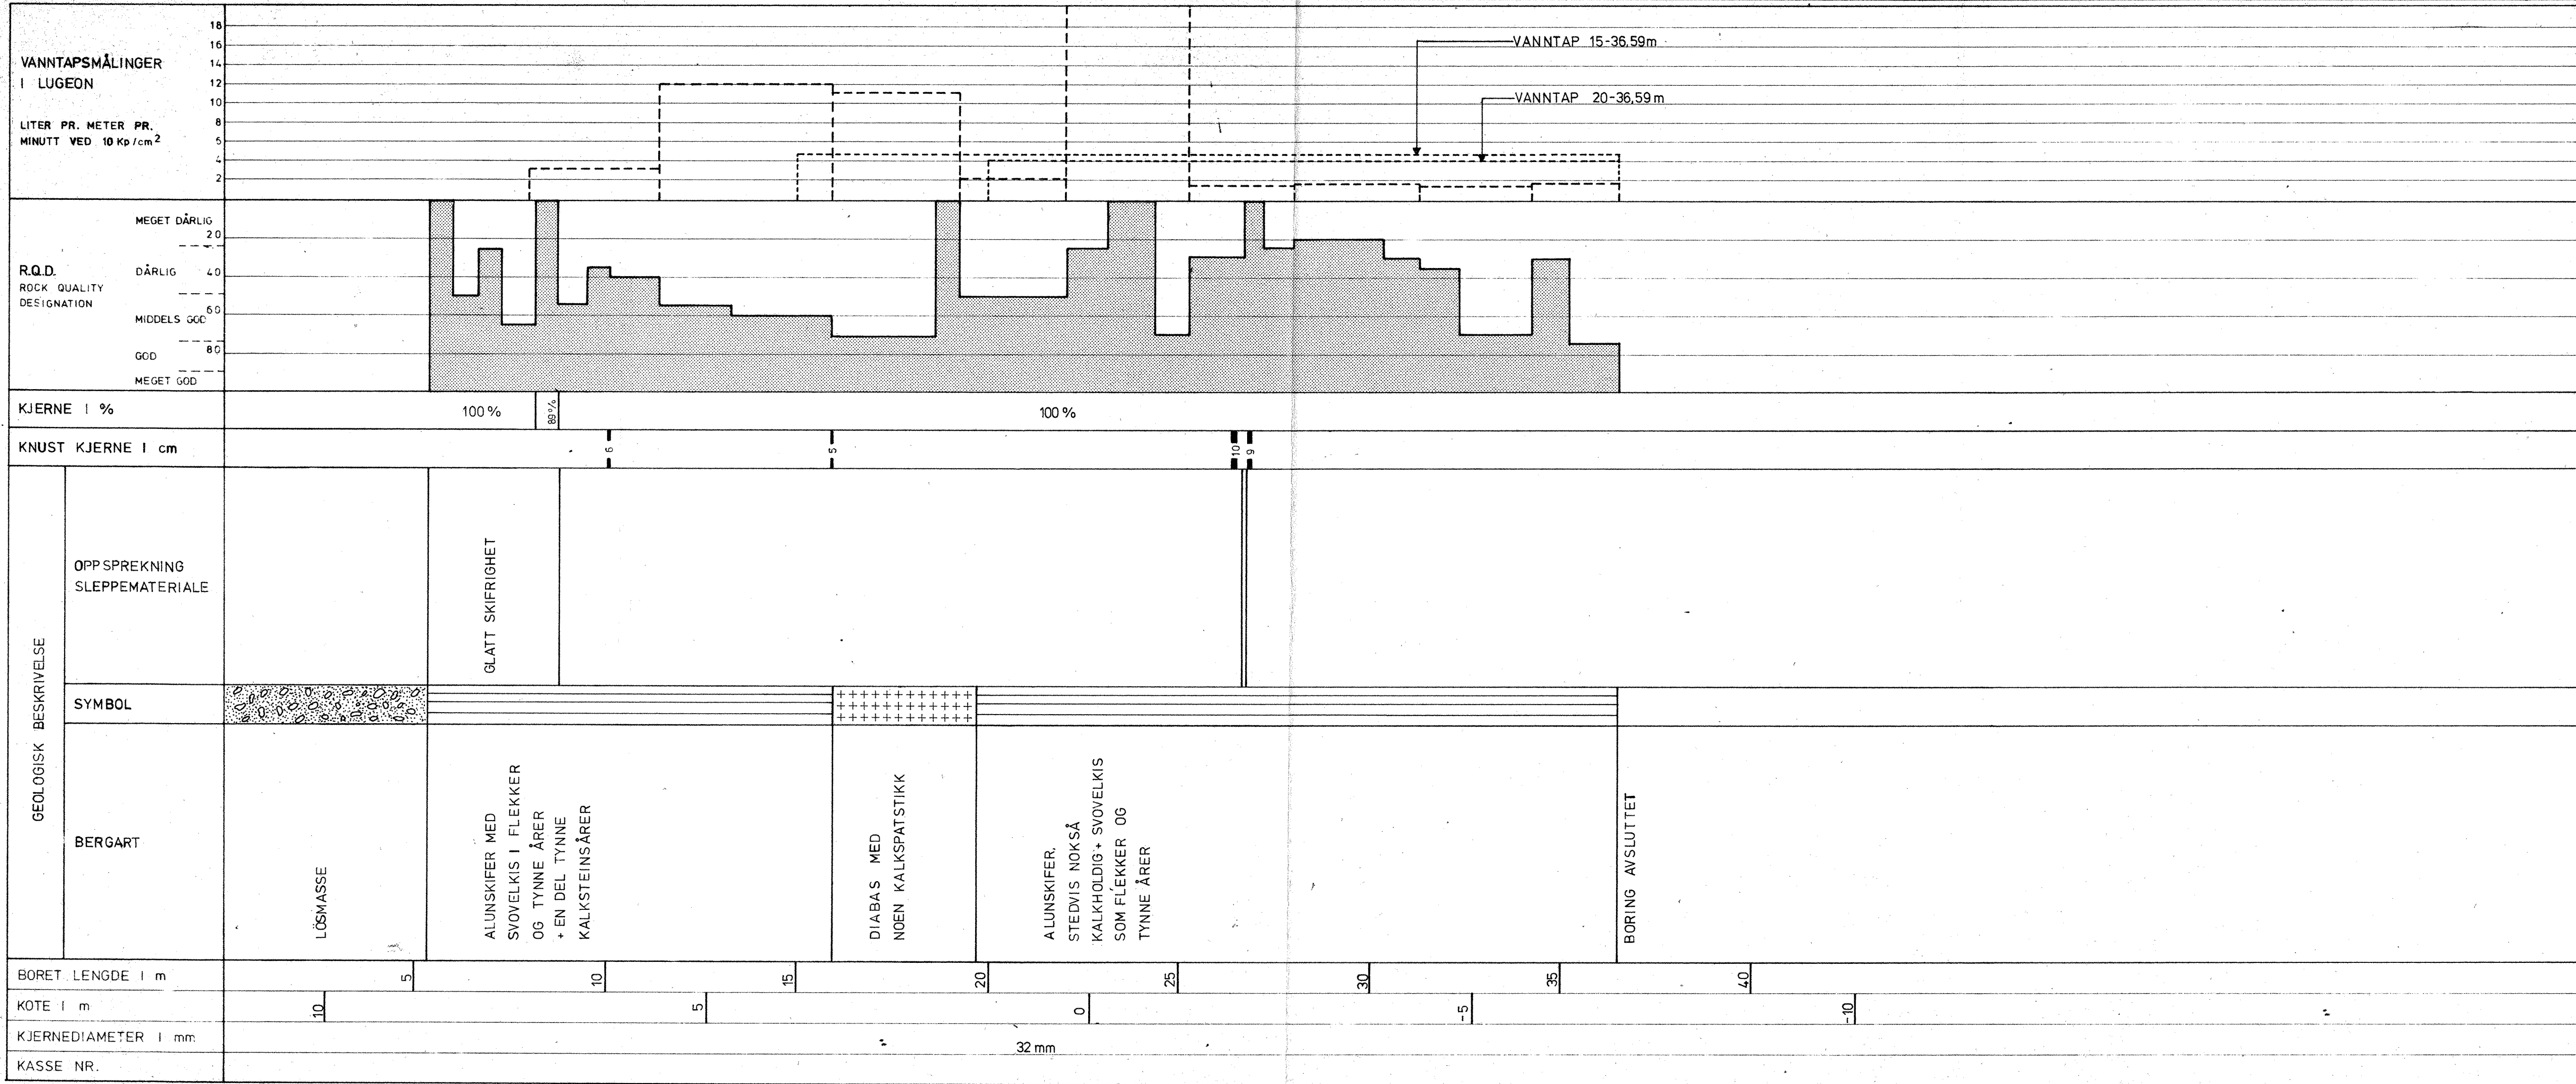 VANNTAPSMÅLINGER
I LUGEON
LITER PR. METER PR.
MINUTT VED 10 Kp/cm²
18
16
14
12
10
8
6
4
2
VANNTAP 15-36,59m
VANNTAP 20-36,59m
R.Q.D.
ROCK QUALITY
DESIGNATION
MEGET DÅRLIG
20
DÅRLIG 40
60
MIDDELS GOD
GOD 80
MEGET GOD
KJERNE I %
100 %
89%
100 %
KNUST KJERNE I cm
6
5
10
9
GEOLOGISK BESKRIVELSE
OPPSPREKNING
SLEPPEMATERIALE
GLATT SKIFRIGHET
SYMBOL
BERGART
LÖSMASSE
ALUNSKIFER MED
SVOVELKIS I FLEKKER
OG TYNNE ÅRER
+ EN DEL TYNNE
KALKSTEINSÅRER
DIABAS MED
NOEN KALKSPATSTIKK
ALUNSKIFER.
STEDVIS NOKSÅ
KALKHOLDIG + SVOVELKIS
SOM FLEKKER OG
TYNNE ÅRER
BORING AVSLUTTET
BORET LENGDE I m
5
10
15
20
25
30
35
40
KOTE I m
10
5
0
-5
-10
KJERNEDIAMETER I mm
32 mm
KASSE NR.